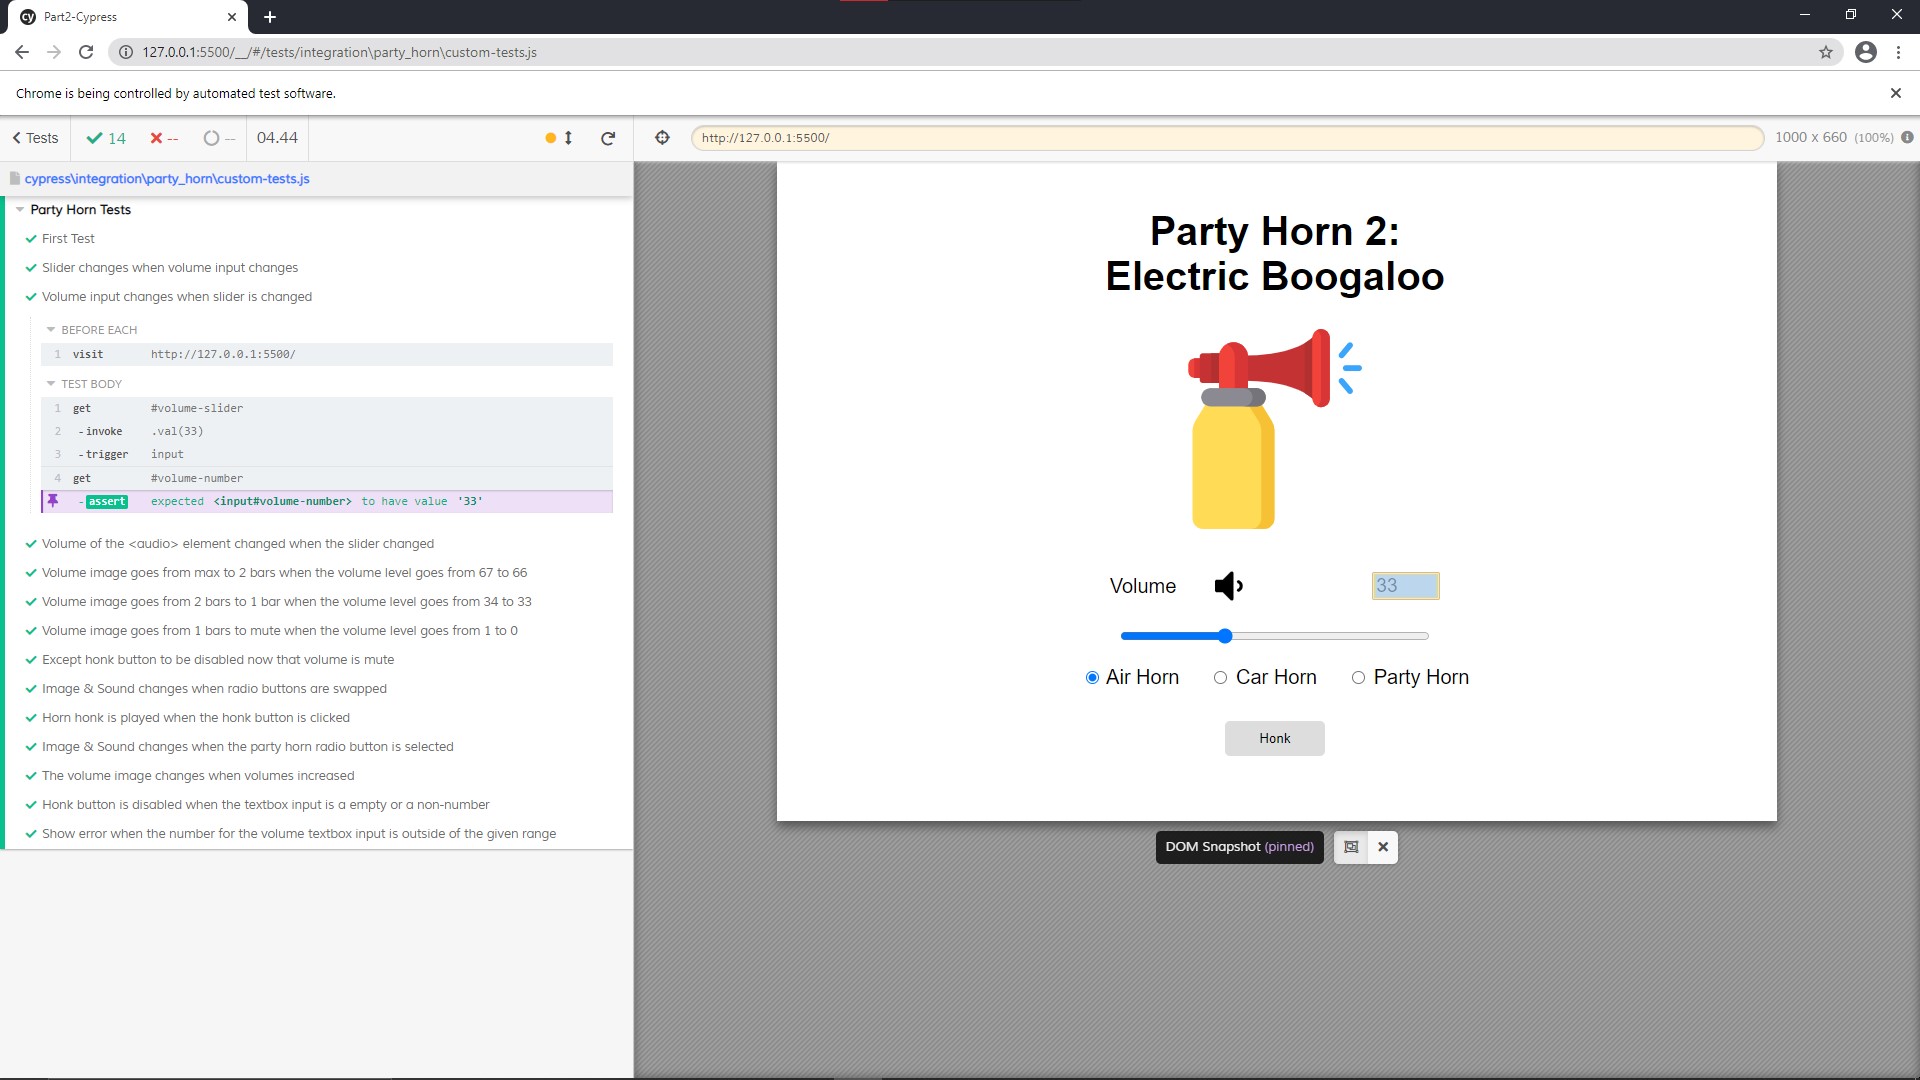 Part2-Cypress
127.0.0.1:5500/__/#/tests/integration\party_horn\custom-tests.js
Chrome is being controlled by automated test software.
Tests 14 -- -- 04.44
http://127.0.0.1:5500/ 1000 x 660 (100%)
cypress\integration\party_horn\custom-tests.js
Party Horn Tests
First Test
Slider changes when volume input changes
Volume input changes when slider is changed
BEFORE EACH
1 visit http://127.0.0.1:5500/
TEST BODY
1 get #volume-slider
2 -invoke .val(33)
3 -trigger input
4 get #volume-number
-assert expected <input#volume-number> to have value '33'
Volume of the <audio> element changed when the slider changed
Volume image goes from max to 2 bars when the volume level goes from 67 to 66
Volume image goes from 2 bars to 1 bar when the volume level goes from 34 to 33
Volume image goes from 1 bars to mute when the volume level goes from 1 to 0
Except honk button to be disabled now that volume is mute
Image & Sound changes when radio buttons are swapped
Horn honk is played when the honk button is clicked
Image & Sound changes when the party horn radio button is selected
The volume image changes when volumes increased
Honk button is disabled when the textbox input is a empty or a non-number
Show error when the number for the volume textbox input is outside of the given range
Party Horn 2:
Electric Boogaloo
Volume 33
Air Horn Car Horn Party Horn
Honk
DOM Snapshot (pinned)